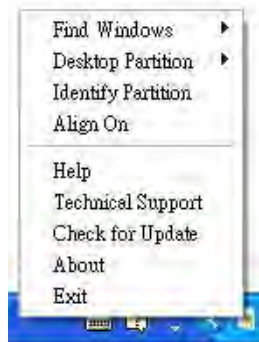 Find Windows
Desktop Partition
Identify Partition
Align On
Help
Technical Support
Check for Update
About
Exit